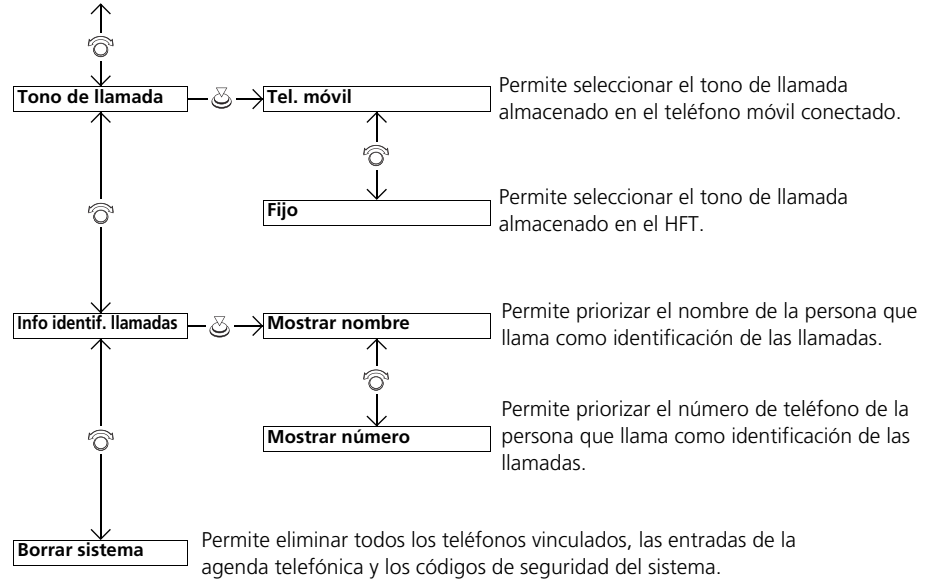 Tono de llamada
Tel. móvil
Permite seleccionar el tono de llamada
almacenado en el teléfono móvil conectado.
Fijo
Permite seleccionar el tono de llamada
almacenado en el HFT.
Info identif. llamadas
Mostrar nombre
Permite priorizar el nombre de la persona que
llama como identificación de las llamadas.
Mostrar número
Permite priorizar el número de teléfono de la
persona que llama como identificación de las
llamadas.
Borrar sistema
Permite eliminar todos los teléfonos vinculados, las entradas de la
agenda telefónica y los códigos de seguridad del sistema.